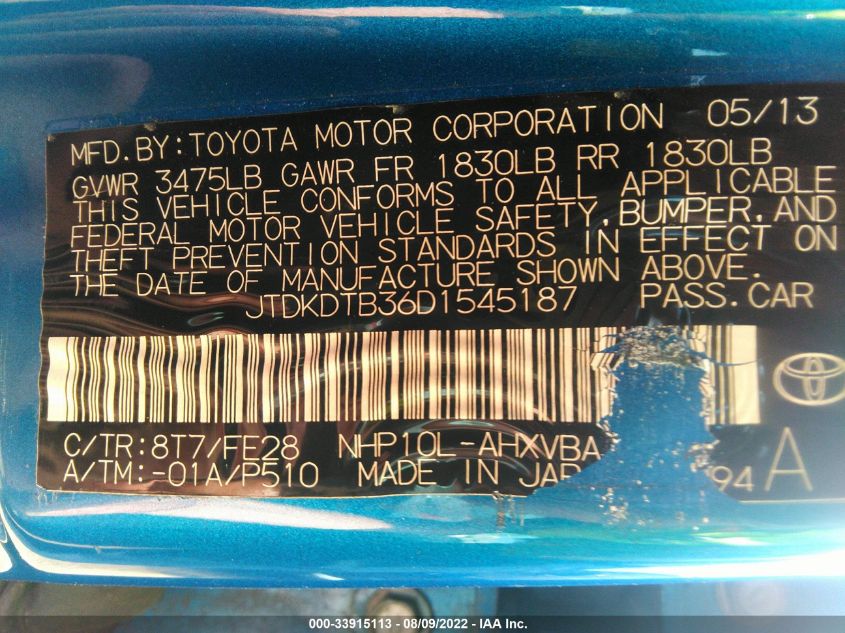 MFD.BY:TOYOTA MOTOR CORPORATION 05/13
GVWR 3475LB GAWR FR 1830LB RR 1830LB
THIS VEHICLE CONFORMS TO ALL APPLICABLE
FEDERAL MOTOR VEHICLE SAFETY, BUMPER, AND
THEFT PREVENTION STANDARDS IN EFFECT ON
THE DATE OF MANUFACTURE SHOWN ABOVE.
JTDKDTB36D1545187 PASS.CAR
C/TR:8T7/FE28 NHP10L-AHXVBA
A/TM:-01A/P510 MADE IN 94 A
000-33915113 - 08/09/2022 - IAA Inc.